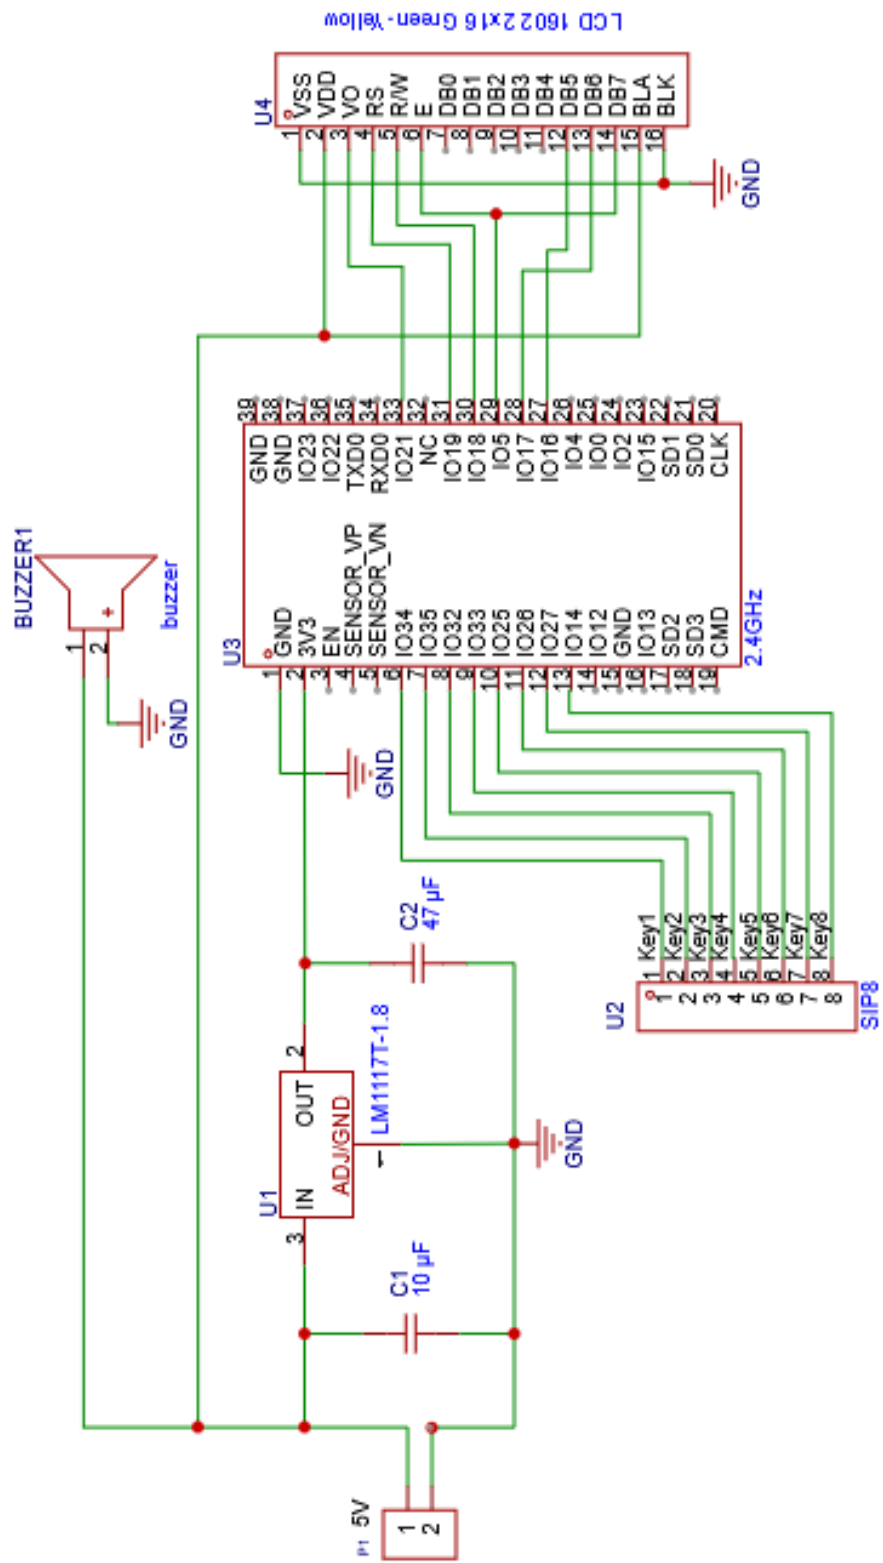 LCD 1602 2x16 Green-Yellow
U4
1 VSS
2 VDD
3 VO
4 RS
5 R/W
6 E
7 DB0
8 DB1
9 DB2
10 DB3
11 DB4
12 DB5
13 DB6
14 DB7
15 BLA
16 BLK
GND
BUZZER1
buzzer
1
2
+
GND
U3
2.4GHz
39 GND
38 GND
37 IO23
36 IO22
35 TXD0
34 RXD0
33 IO21
32 NC
31 IO19
30 IO18
29 IO5
28 IO17
27 IO16
26 IO4
25 IO0
24 IO2
23 IO15
22 SD1
21 SD0
20 CLK
1 GND
2 3V3
3 EN
4 SENSOR_VP
5 SENSOR_VN
6 IO34
7 IO35
8 IO32
9 IO33
10 IO25
11 IO26
12 IO27
13 IO14
14 IO12
15 GND
16 IO13
17 SD2
18 SD3
19 CMD
GND
C2
47 µF
U1
LM1117T-1.8
3 IN
OUT 2
ADJ/GND
1
C1
10 µF
GND
U2
SIP8
1 1 Key1
2 2 Key2
3 3 Key3
4 4 Key4
5 5 Key5
6 6 Key6
7 7 Key7
8 8 Key8
P1
5V
1
2